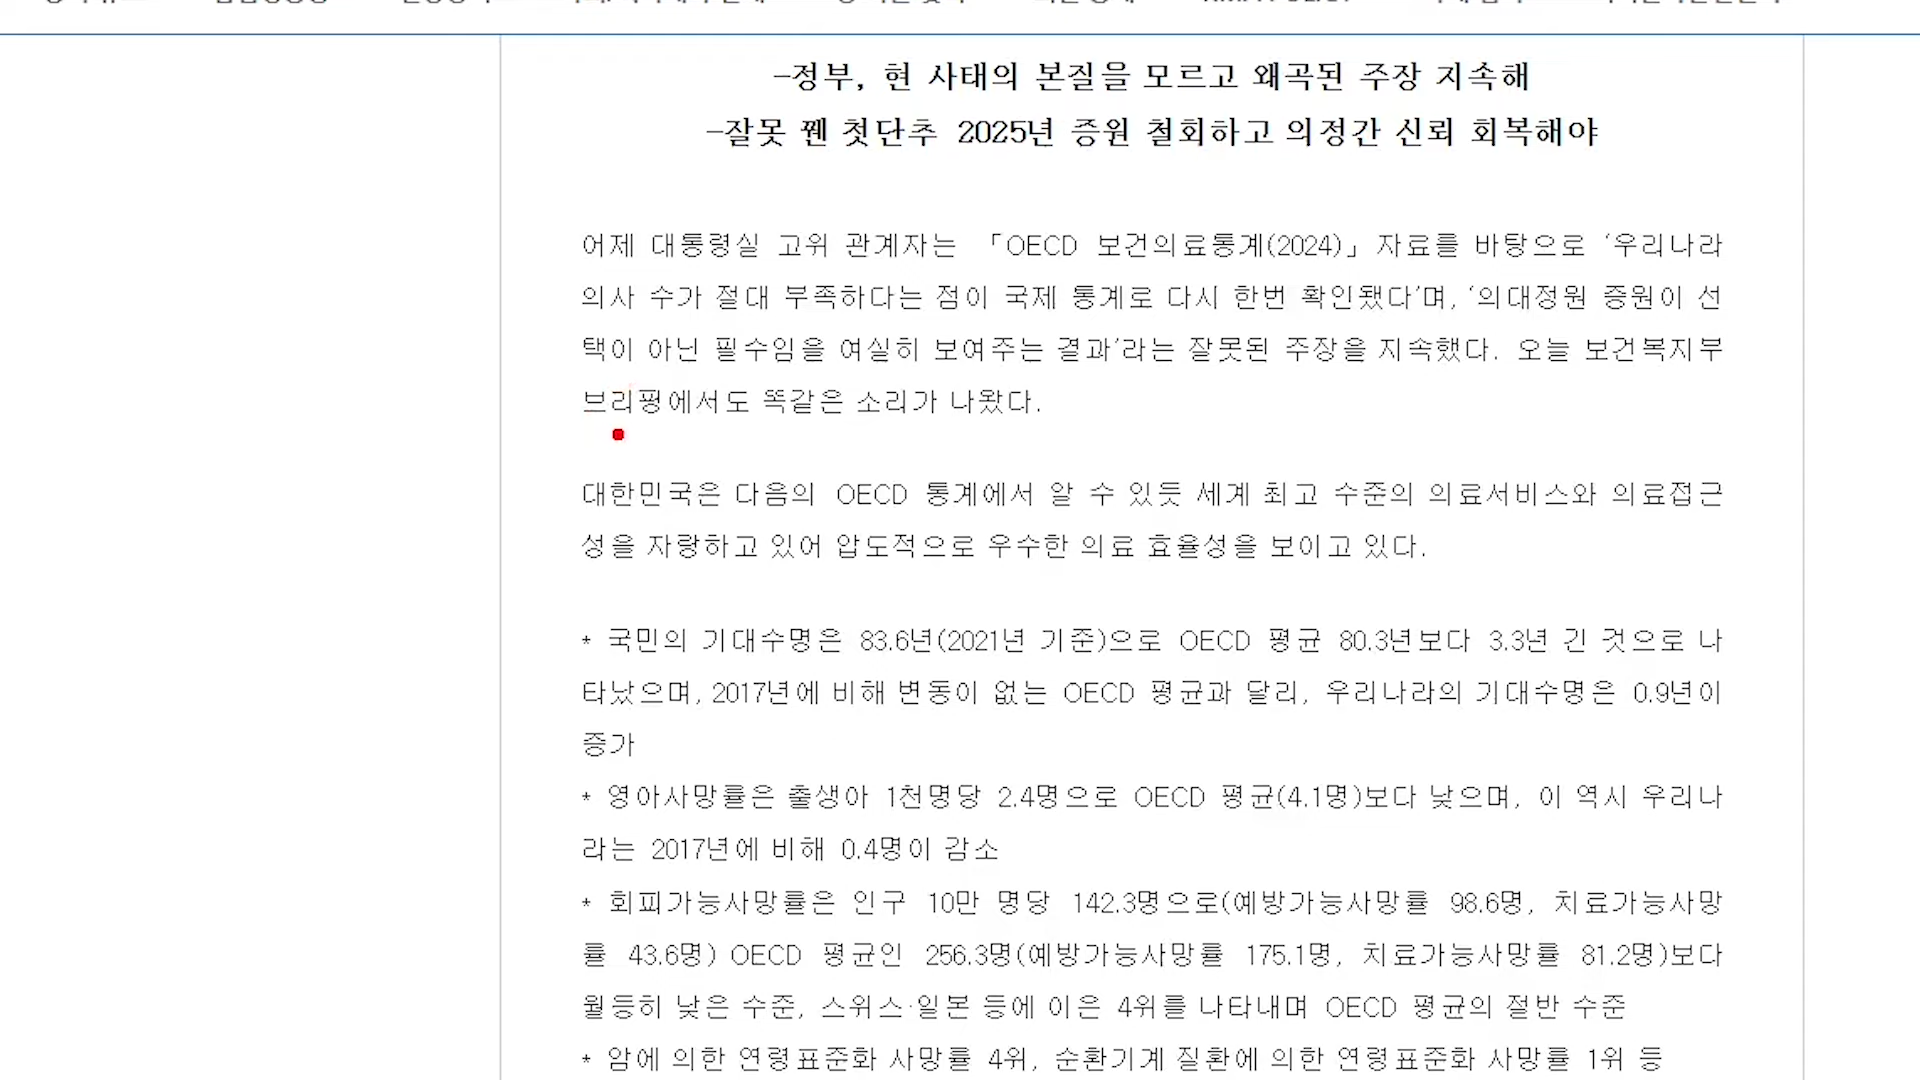 -정부, 현 사태의 본질을 모르고 왜곡된 주장 지속해
-잘못 꿴 첫단추 2025년 증원 철회하고 의정간 신뢰 회복해야
어제 대통령실 고위 관계자는 「OECD 보건의료통계(2024)」 자료를 바탕으로 ‘우리나라
의사 수가 절대 부족하다는 점이 국제 통계로 다시 한번 확인됐다’며, ‘의대정원 증원이 선
택이 아닌 필수임을 여실히 보여주는 결과’라는 잘못된 주장을 지속했다. 오늘 보건복지부
브리핑에서도 똑같은 소리가 나왔다.
대한민국은 다음의 OECD 통계에서 알 수 있듯 세계 최고 수준의 의료서비스와 의료접근
성을 자랑하고 있어 압도적으로 우수한 의료 효율성을 보이고 있다.
* 국민의 기대수명은 83.6년(2021년 기준)으로 OECD 평균 80.3년보다 3.3년 긴 것으로 나
타났으며, 2017년에 비해 변동이 없는 OECD 평균과 달리, 우리나라의 기대수명은 0.9년이
증가
* 영아사망률은 출생아 1천명당 2.4명으로 OECD 평균(4.1명)보다 낮으며, 이 역시 우리나
라는 2017년에 비해 0.4명이 감소
* 회피가능사망률은 인구 10만 명당 142.3명으로(예방가능사망률 98.6명, 치료가능사망
률 43.6명) OECD 평균인 256.3명(예방가능사망률 175.1명, 치료가능사망률 81.2명)보다
월등히 낮은 수준, 스위스·일본 등에 이은 4위를 나타내며 OECD 평균의 절반 수준
* 암에 의한 연령표준화 사망률 4위, 순환기계 질환에 의한 연령표준화 사망률 1위 등